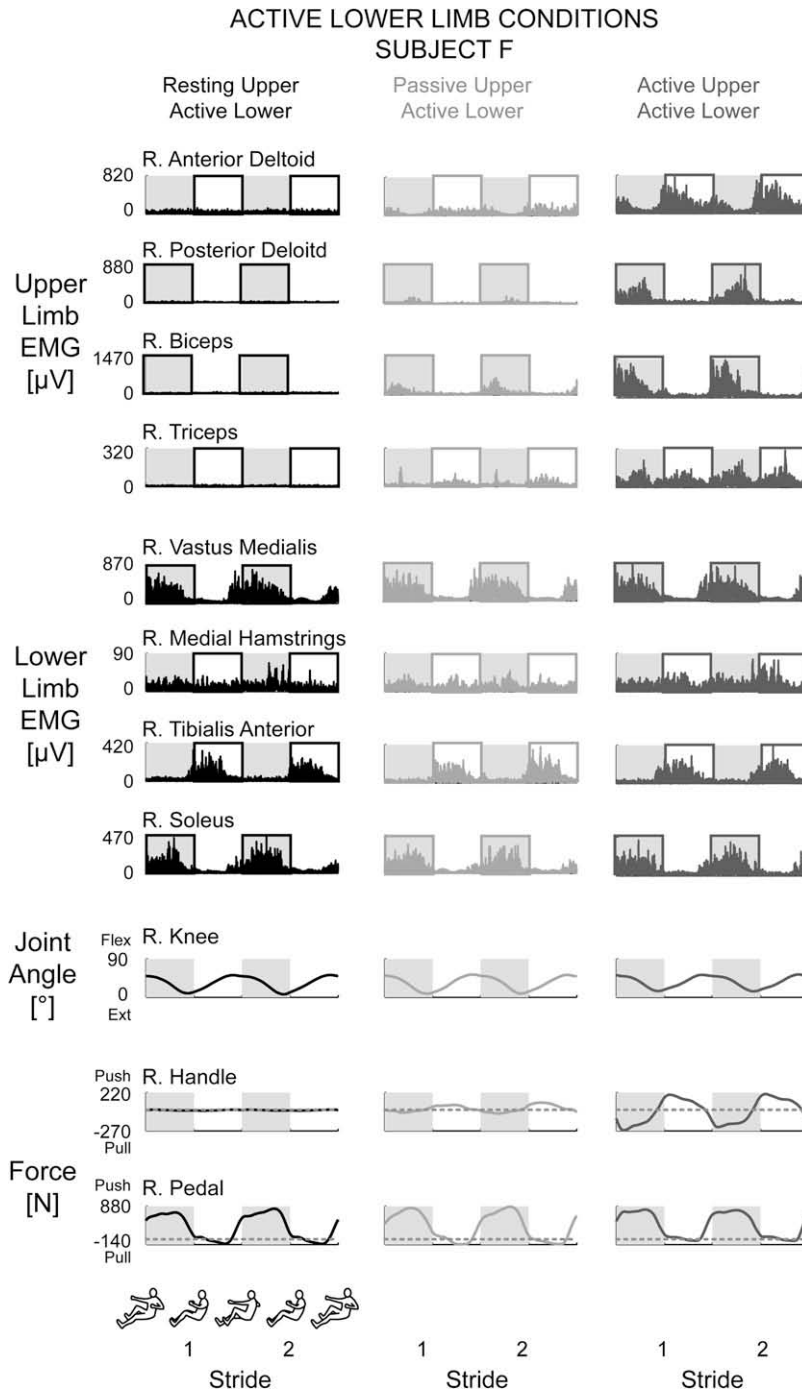 ACTIVE LOWER LIMB CONDITIONS
SUBJECT F
Resting Upper
Active Lower
Passive Upper
Active Lower
Active Upper
Active Lower
Upper
Limb
EMG
[µV]
R. Anterior Deltoid
820
0
R. Posterior Deloitd
880
0
R. Biceps
1470
0
R. Triceps
320
0
Lower
Limb
EMG
[µV]
R. Vastus Medialis
870
0
R. Medial Hamstrings
90
0
R. Tibialis Anterior
420
0
R. Soleus
470
0
Joint
Angle
[°]
Flex
R. Knee
90
0
Ext
Force
[N]
Push
R. Handle
220
-270
Pull
Push
R. Pedal
880
-140
Pull
1 2
Stride
1 2
Stride
1 2
Stride